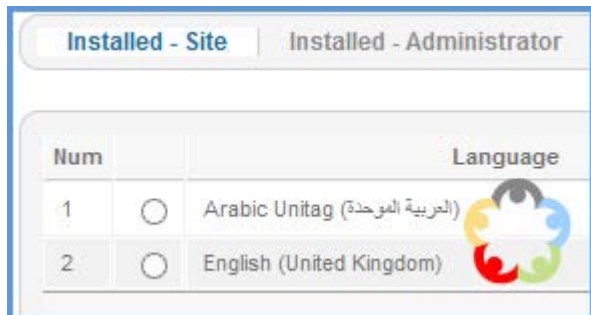 Installed - Site | Installed - Administrator
Num Language
1 Arabic Unitag (العربية الموحدة)
2 English (United Kingdom)